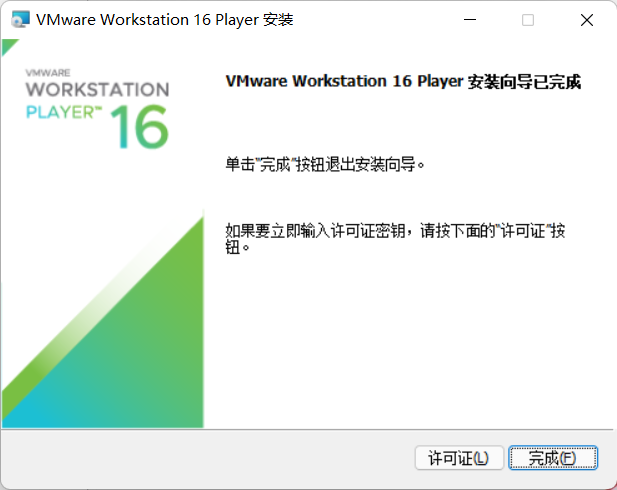 VMware Workstation 16 Player 安装
VMWARE
WORKSTATION
PLAYER™
16
VMware Workstation 16 Player 安装向导已完成
单击"完成"按钮退出安装向导。
如果要立即输入许可证密钥，请按下面的"许可证"按
钮。
许可证(L)
完成(F)